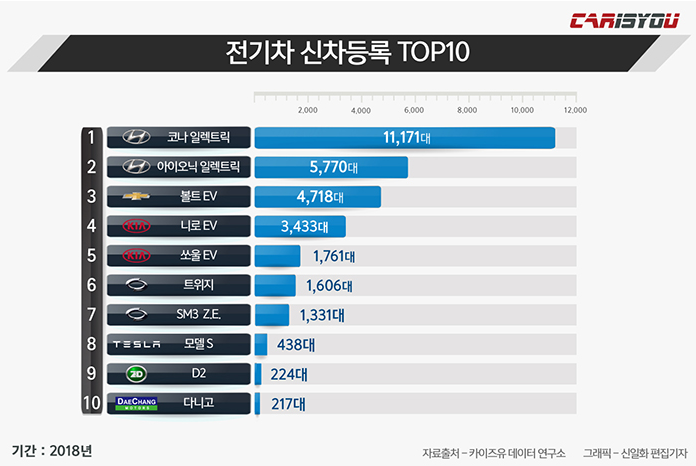 CARISYOU
전기차 신차등록 TOP10
2,000 4,000 6,000 8,000 10,000 12,000
1 코나 일렉트릭 11,171대
2 아이오닉 일렉트릭 5,770대
3 볼트 EV 4,718대
4 KIA 니로 EV 3,433대
5 KIA 쏘울 EV 1,761대
6 트위지 1,606대
7 SM3 Z.E. 1,331대
8 TESLA 모델 S 438대
9 2D D2 224대
10 DAECHANG MOTORS 다니고 217대
기간 : 2018년
자료출처 – 카이즈유 데이터 연구소 그래픽 – 신일화 편집기자